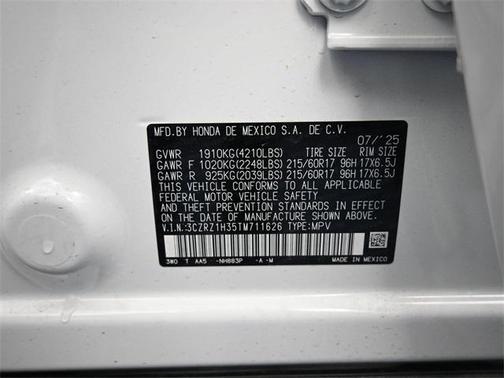 MFD.BY HONDA DE MEXICO S.A. DE C.V.
07/'25
GVWR 1910KG(4210LBS) TIRE SIZE RIM SIZE
GAWR F 1020KG(2248LBS) 215/60R17 96H 17X6.5J
GAWR R 925KG(2039LBS) 215/60R17 96H 17X6.5J
THIS VEHICLE CONFORMS TO ALL APPLICABLE
FEDERAL MOTOR VEHICLE SAFETY
AND THEFT PREVENTION STANDARDS IN EFFECT
ON THE DATE OF MANUFACTURE SHOWN ABOVE.
V.I.N.:3CZRZ1H35TM711626 TYPE:MPV
3W0 T AA5 -NH883P -A-M
MADE IN MEXICO